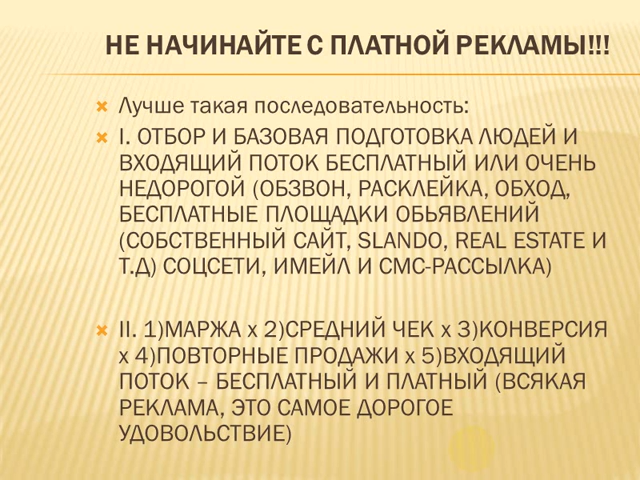 НЕ НАЧИНАЙТЕ С ПЛАТНОЙ РЕКЛАМЫ!!!
Лучше такая последовательность:
I. ОТБОР И БАЗОВАЯ ПОДГОТОВКА ЛЮДЕЙ И
ВХОДЯЩИЙ ПОТОК БЕСПЛАТНЫЙ ИЛИ ОЧЕНЬ
НЕДОРОГОЙ (ОБЗВОН, РАСКЛЕЙКА, ОБХОД,
БЕСПЛАТНЫЕ ПЛОЩАДКИ ОБЬЯВЛЕНИЙ
(СОБСТВЕННЫЙ САЙТ, SLANDO, REAL ESTATE И
Т.Д) СОЦСЕТИ, ИМЕЙЛ И СМС-РАССЫЛКА)
II. 1)МАРЖА х 2)СРЕДНИЙ ЧЕК х 3)КОНВЕРСИЯ
х 4)ПОВТОРНЫЕ ПРОДАЖИ х 5)ВХОДЯЩИЙ
ПОТОК – БЕСПЛАТНЫЙ И ПЛАТНЫЙ (ВСЯКАЯ
РЕКЛАМА, ЭТО САМОЕ ДОРОГОЕ
УДОВОЛЬСТВИЕ)